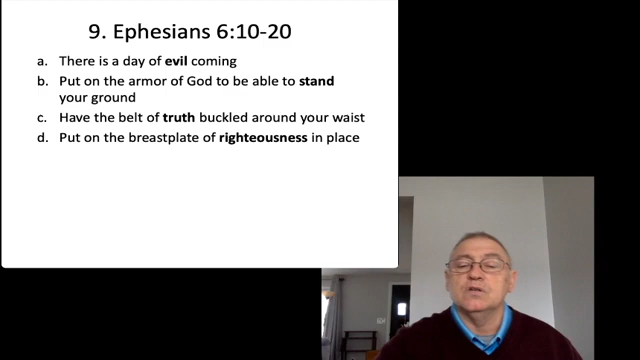 9. Ephesians 6:10-20
a. There is a day of evil coming
b. Put on the armor of God to be able to stand
your ground
c. Have the belt of truth buckled around your waist
d. Put on the breastplate of righteousness in place